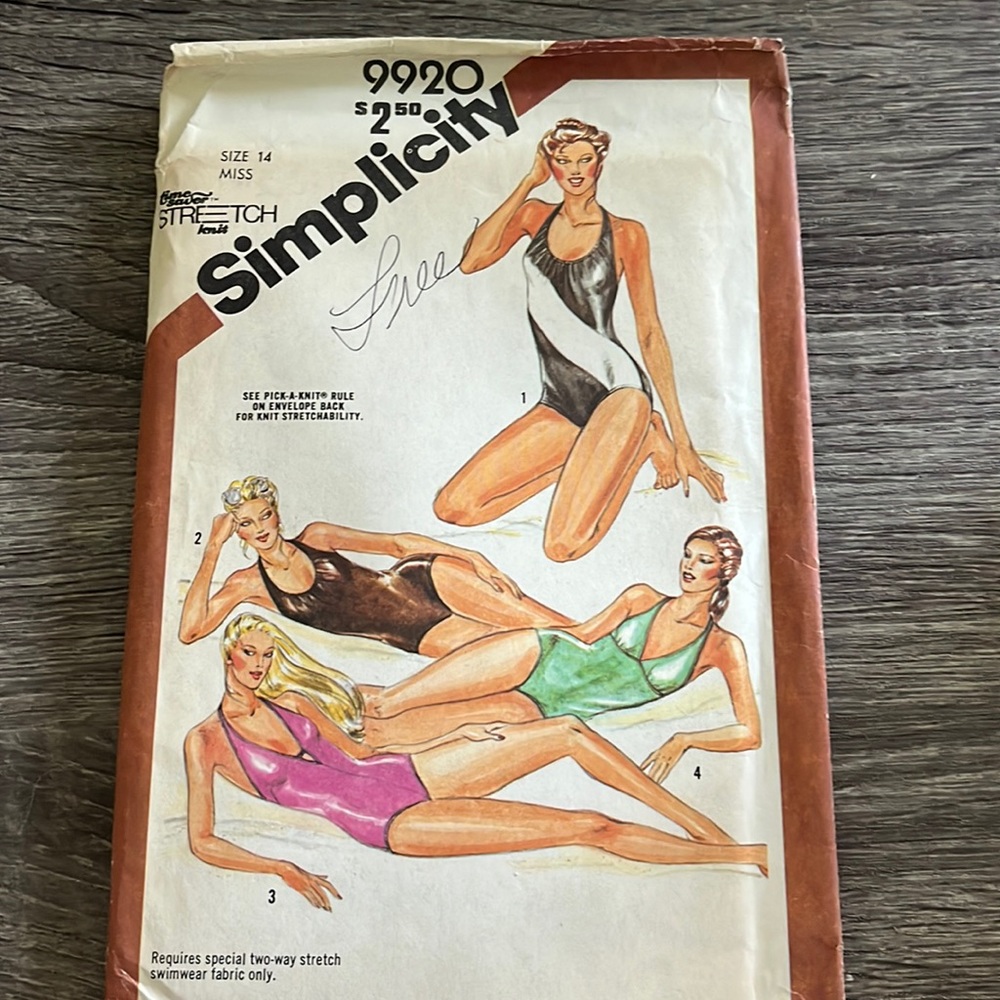 9920
$2.50
SIZE 14
MISS
time
saver™
STRETCH
knit
Simplicity
Free
SEE PICK-A-KNIT® RULE
ON ENVELOPE BACK
FOR KNIT STRETCHABILITY.
1
2
4
3
Requires special two-way stretch
swimwear fabric only.